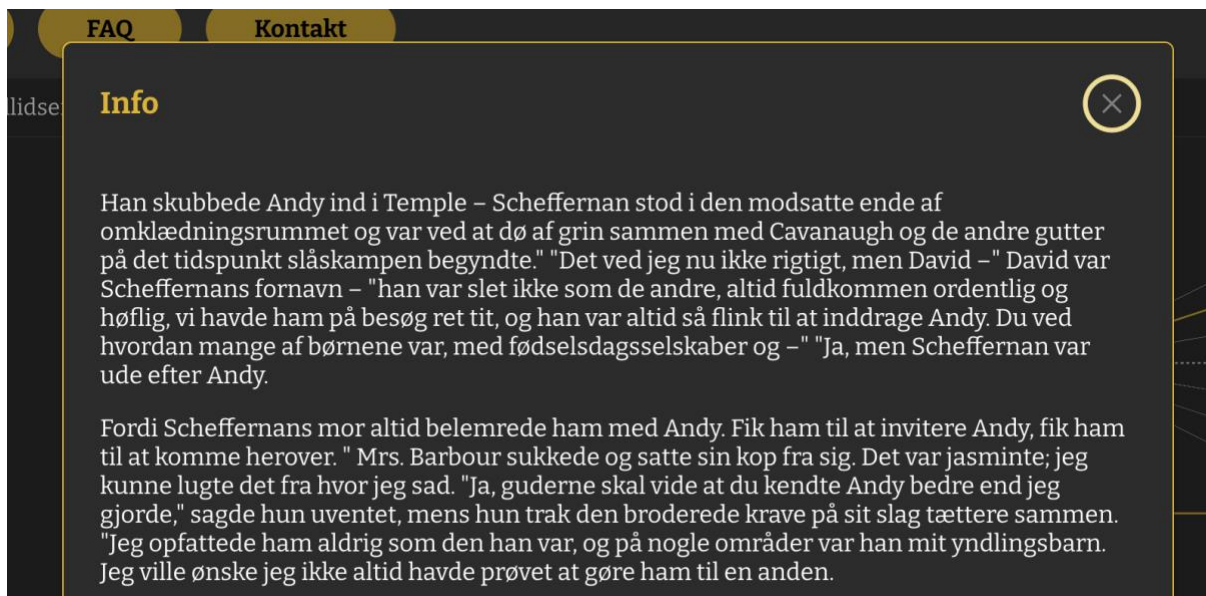 FAQ Kontakt
Info
Han skubbede Andy ind i Temple – Scheffernan stod i den modsatte ende af
omklædningsrummet og var ved at dø af grin sammen med Cavanaugh og de andre gutter
på det tidspunkt slåskampen begyndte." "Det ved jeg nu ikke rigtigt, men David –" David var
Scheffernans fornavn – "han var slet ikke som de andre, altid fuldkommen ordentlig og
høflig, vi havde ham på besøg ret tit, og han var altid så flink til at inddrage Andy. Du ved
hvordan mange af børnene var, med fødselsdagsselskaber og –" "Ja, men Scheffernan var
ude efter Andy.
Fordi Scheffernans mor altid belemrede ham med Andy. Fik ham til at invitere Andy, fik ham
til at komme herover. " Mrs. Barbour sukkede og satte sin kop fra sig. Det var jasminte; jeg
kunne lugte det fra hvor jeg sad. "Ja, guderne skal vide at du kendte Andy bedre end jeg
gjorde," sagde hun uventet, mens hun trak den broderede krave på sit slag tættere sammen.
"Jeg opfattede ham aldrig som den han var, og på nogle områder var han mit yndlingsbarn.
Jeg ville ønske jeg ikke altid havde prøvet at gøre ham til en anden.